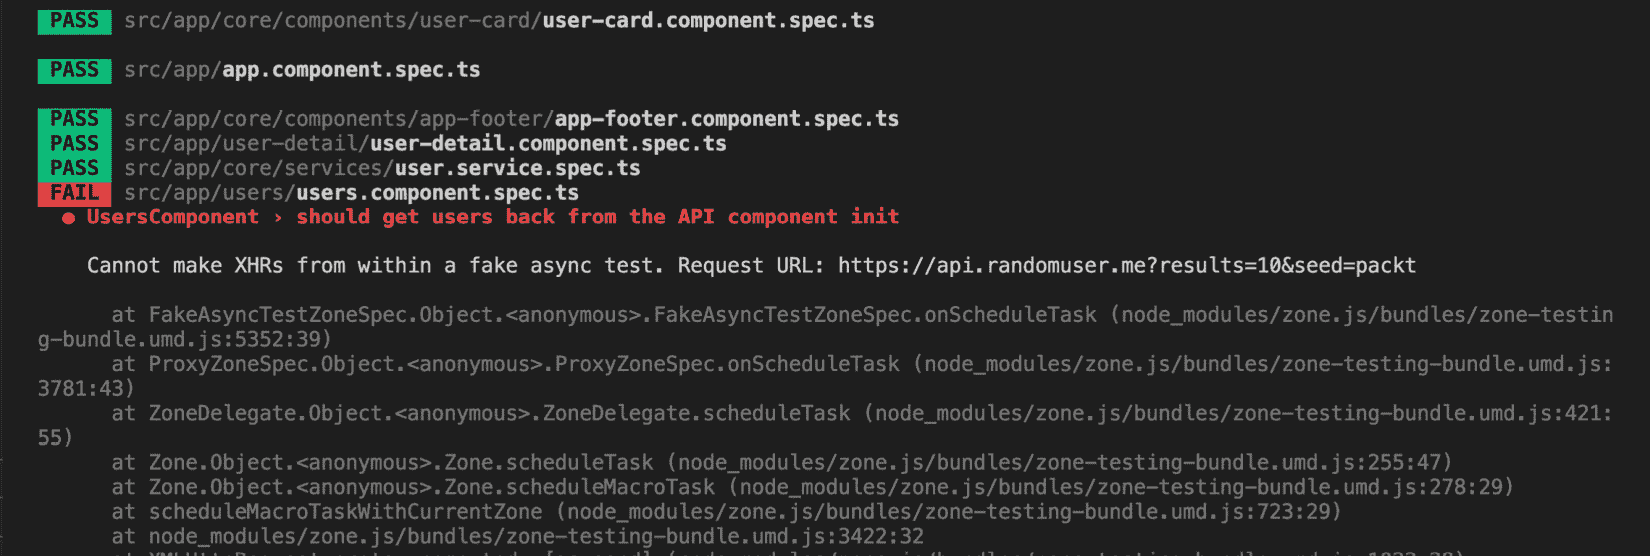 PASS src/app/core/components/user-card/user-card.component.spec.ts
PASS src/app/app.component.spec.ts
PASS src/app/core/components/app-footer/app-footer.component.spec.ts
PASS src/app/user-detail/user-detail.component.spec.ts
PASS src/app/core/services/user.service.spec.ts
FAIL src/app/users/users.component.spec.ts
● UsersComponent › should get users back from the API component init
Cannot make XHRs from within a fake async test. Request URL: https://api.randomuser.me?results=10&seed=packt
at FakeAsyncTestZoneSpec.Object.<anonymous>.FakeAsyncTestZoneSpec.onScheduleTask (node_modules/zone.js/bundles/zone-testin
g-bundle.umd.js:5352:39)
at ProxyZoneSpec.Object.<anonymous>.ProxyZoneSpec.onScheduleTask (node_modules/zone.js/bundles/zone-testing-bundle.umd.js:
3781:43)
at ZoneDelegate.Object.<anonymous>.ZoneDelegate.scheduleTask (node_modules/zone.js/bundles/zone-testing-bundle.umd.js:421:
55)
at Zone.Object.<anonymous>.Zone.scheduleTask (node_modules/zone.js/bundles/zone-testing-bundle.umd.js:255:47)
at Zone.Object.<anonymous>.Zone.scheduleMacroTask (node_modules/zone.js/bundles/zone-testing-bundle.umd.js:278:29)
at scheduleMacroTaskWithCurrentZone (node_modules/zone.js/bundles/zone-testing-bundle.umd.js:723:29)
at node_modules/zone.js/bundles/zone-testing-bundle.umd.js:3422:32